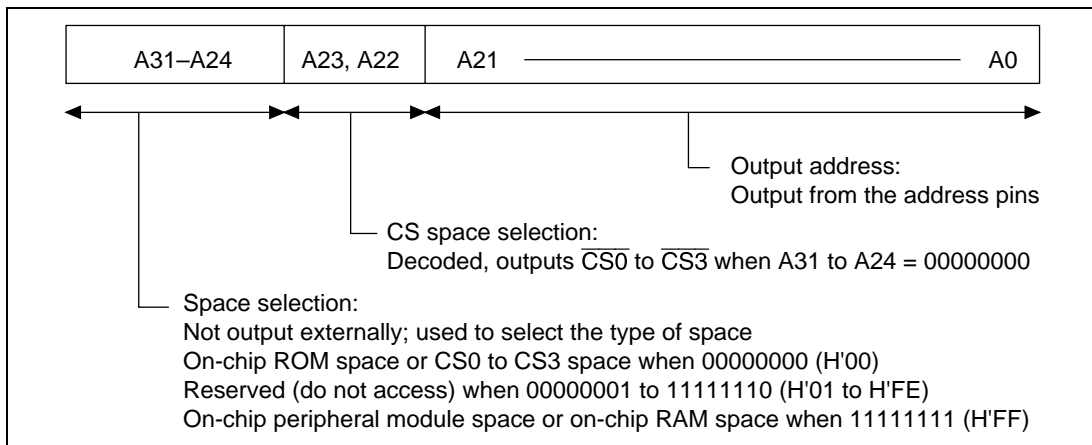 A31–A24 A23, A22 A21 A0
Output address:
Output from the address pins
CS space selection:
Decoded, outputs C̅S̅0̅ to C̅S̅3̅ when A31 to A24 = 00000000
Space selection:
Not output externally; used to select the type of space
On-chip ROM space or CS0 to CS3 space when 00000000 (H'00)
Reserved (do not access) when 00000001 to 11111110 (H'01 to H'FE)
On-chip peripheral module space or on-chip RAM space when 11111111 (H'FF)